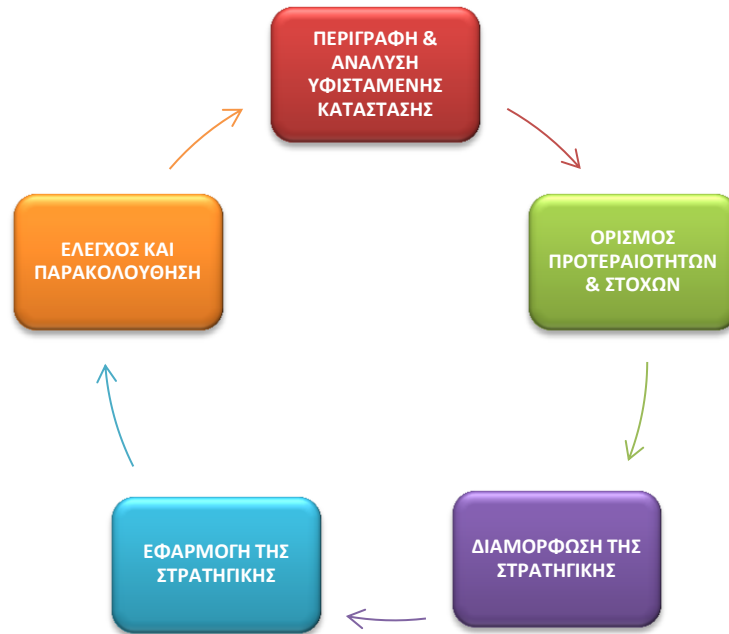 ΠΕΡΙΓΡΑΦΗ &
ΑΝΑΛΥΣΗ
ΥΦΙΣΤΑΜΕΝΗΣ
ΚΑΤΑΣΤΑΣΗΣ
ΟΡΙΣΜΟΣ
ΠΡΟΤΕΡΑΙΟΤΗΤΩΝ
& ΣΤΟΧΩΝ
ΔΙΑΜΟΡΦΩΣΗ ΤΗΣ
ΣΤΡΑΤΗΓΙΚΗΣ
ΕΦΑΡΜΟΓΗ ΤΗΣ
ΣΤΡΑΤΗΓΙΚΗΣ
ΕΛΕΓΧΟΣ ΚΑΙ
ΠΑΡΑΚΟΛΟΥΘΗΣΗ